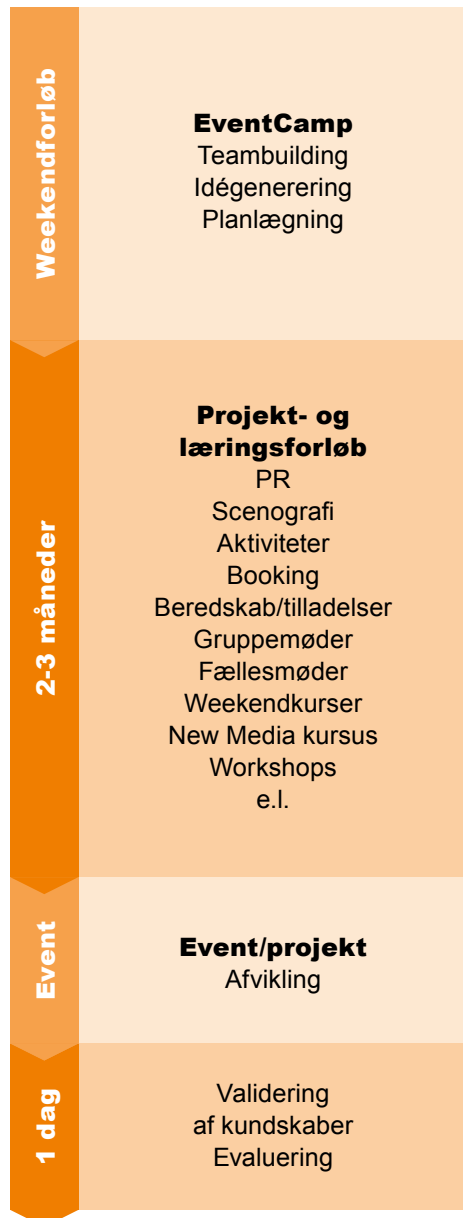 Weekendforløb
EventCamp
Teambuilding
Idégenerering
Planlægning
2-3 måneder
Projekt- og
læringsforløb
PR
Scenografi
Aktiviteter
Booking
Beredskab/tilladelser
Gruppemøder
Fællesmøder
Weekendkurser
New Media kursus
Workshops
e.l.
Event
Event/projekt
Afvikling
1 dag
Validering
af kundskaber
Evaluering